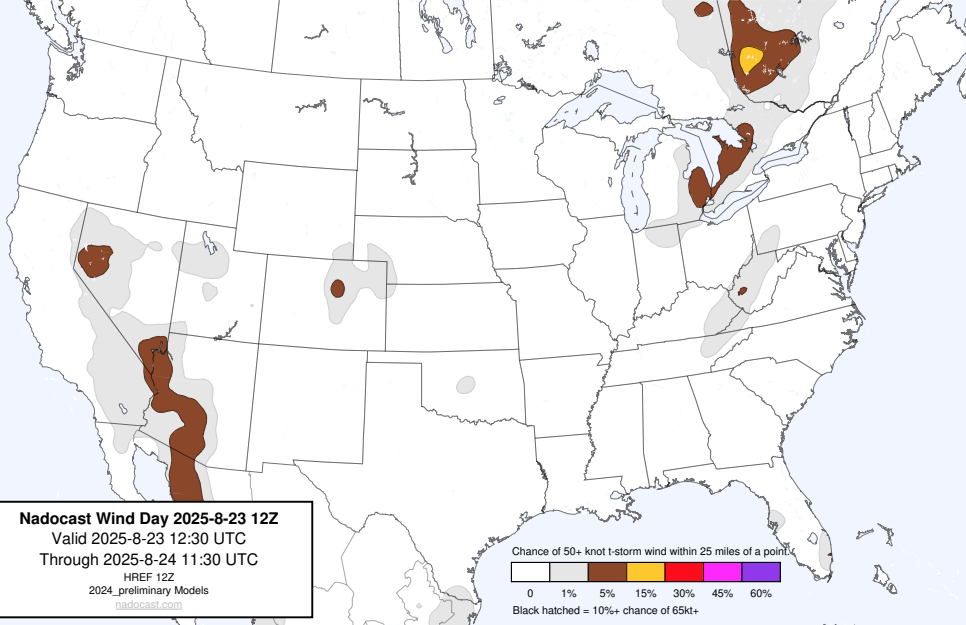 Nadocast Wind Day 2025-8-23 12Z
Valid 2025-8-23 12:30 UTC
Through 2025-8-24 11:30 UTC
HREF 12Z
2024_preliminary Models
nadocast.com
Chance of 50+ knot t-storm wind within 25 miles of a point.
0 1% 5% 15% 30% 45% 60%
Black hatched = 10%+ chance of 65kt+